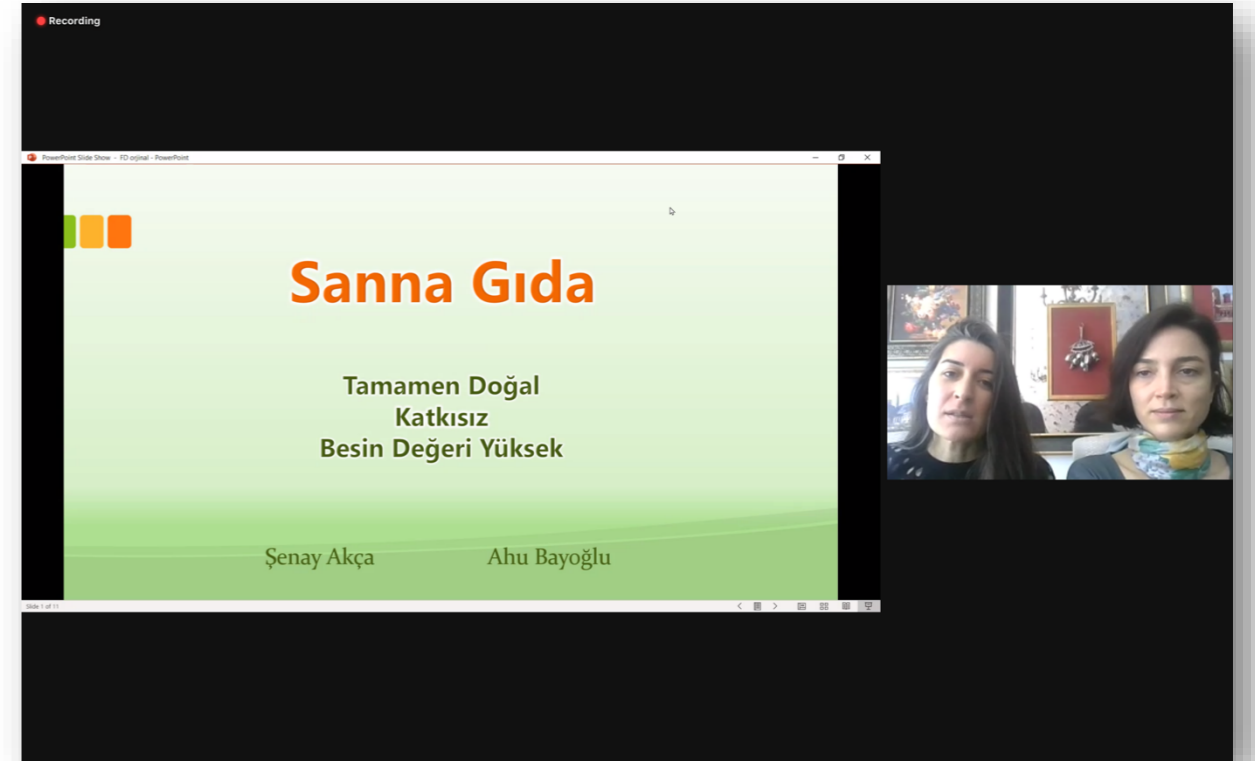 Recording
PowerPoint Slide Show - FD orjinal - PowerPoint
Sanna Gıda
Tamamen Doğal
Katkısız
Besin Değeri Yüksek
Şenay Akça Ahu Bayoğlu
Slide 1 of 11